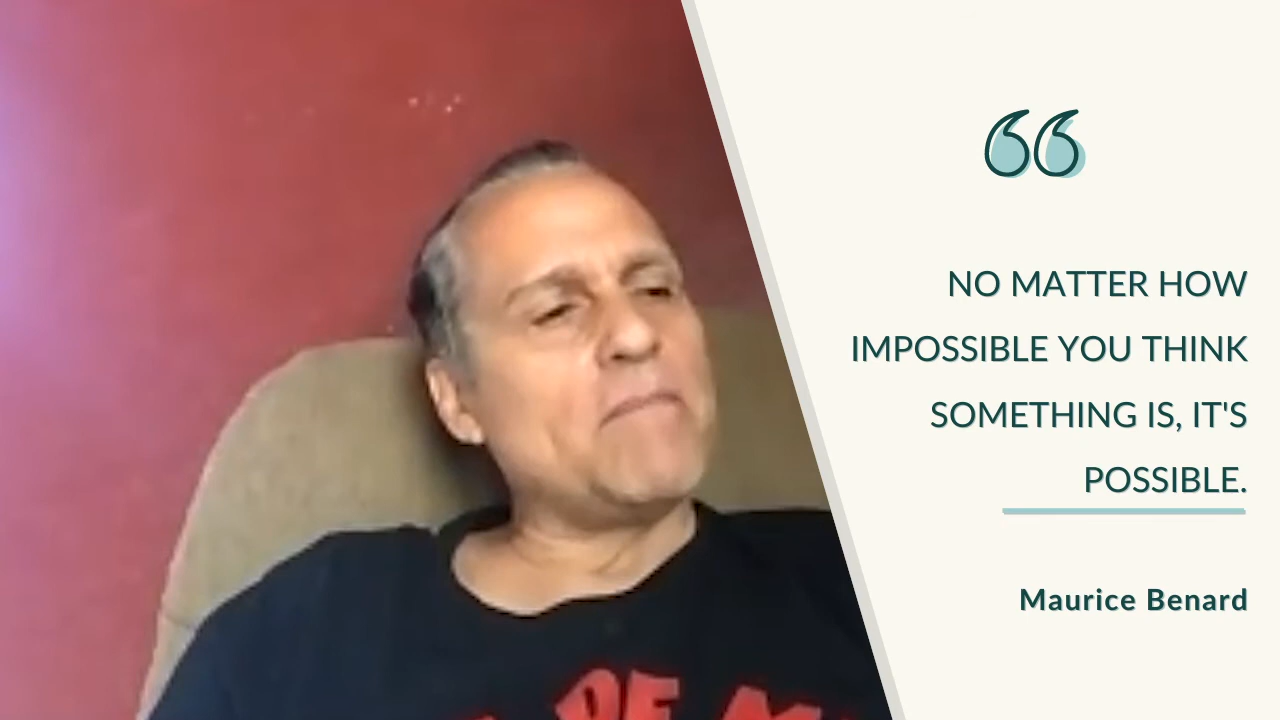 NO MATTER HOW
IMPOSSIBLE YOU THINK
SOMETHING IS, IT'S
POSSIBLE.
Maurice Benard